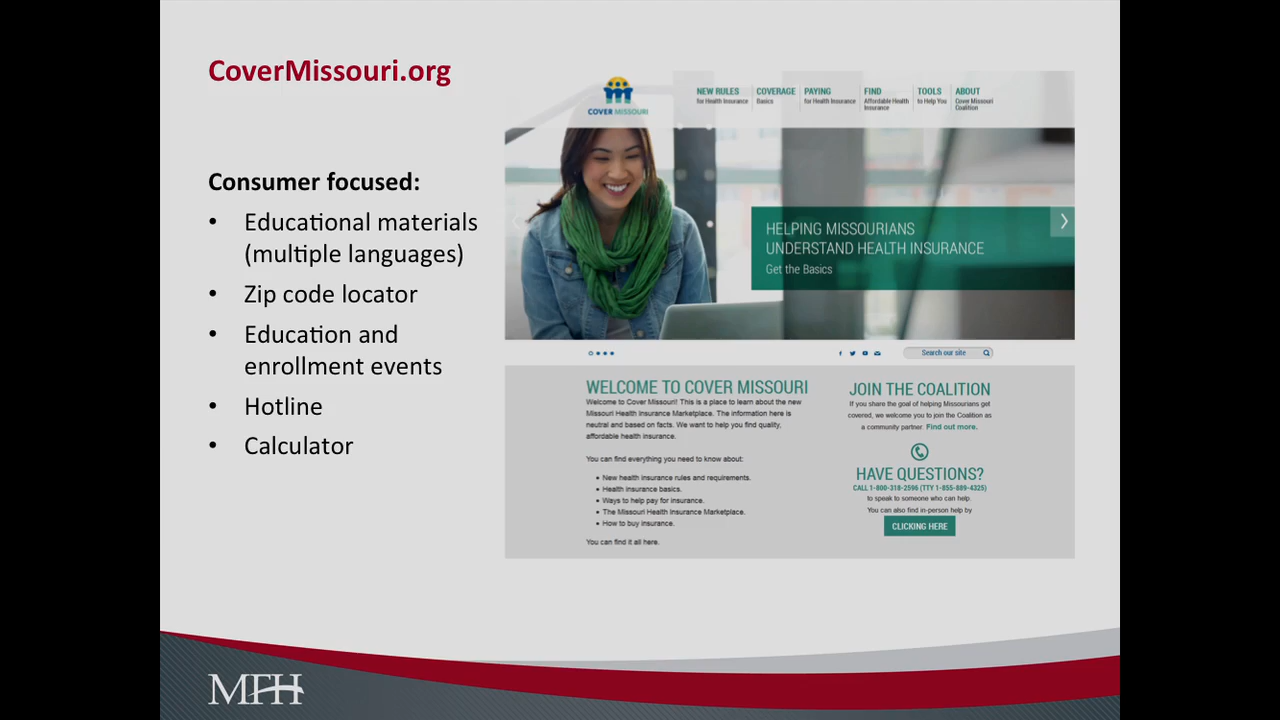 CoverMissouri.org
Consumer focused:
• Educational materials
(multiple languages)
• Zip code locator
• Education and
enrollment events
• Hotline
• Calculator
COVER MISSOURI
NEW RULES
for Health Insurance
COVERAGE
Basics
PAYING
for Health Insurance
FIND
Affordable Health
Insurance
TOOLS
to Help You
ABOUT
Cover Missouri
Coalition
HELPING MISSOURIANS
UNDERSTAND HEALTH INSURANCE
Get the Basics
Search our site
WELCOME TO COVER MISSOURI
Welcome to Cover Missouri! This is a place to learn about the new
Missouri Health Insurance Marketplace. The information here is
neutral and based on facts. We want to help you find quality,
affordable health insurance.
You can find everything you need to know about:
• New health insurance rules and requirements.
• Health insurance basics.
• Ways to help pay for insurance.
• The Missouri Health Insurance Marketplace.
• How to buy insurance.
You can find it all here.
JOIN THE COALITION
If you share the goal of helping Missourians get
covered, we welcome you to join the Coalition as
a community partner. Find out more.
HAVE QUESTIONS?
CALL 1-800-318-2596 (TTY 1-855-889-4325)
to speak to someone who can help.
You can also find in-person help by
CLICKING HERE
MFH